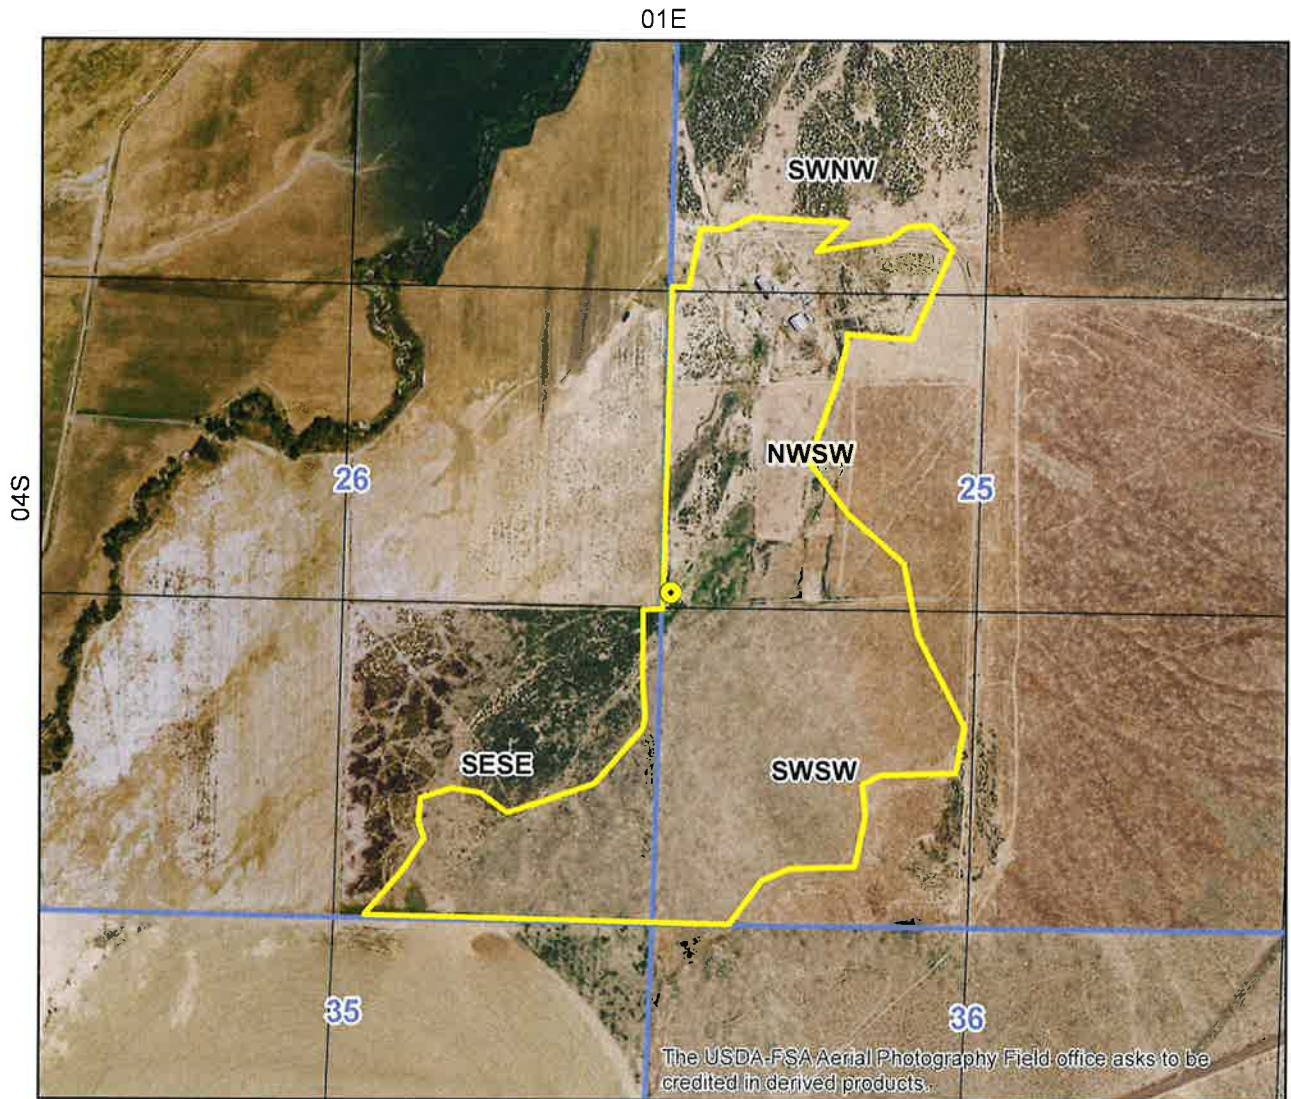 01E
SWNW
NWSW
26
25
04S
SESE
SWSW
35
36
The USDA-FSA Aerial Photography Field office asks to be
credited in derived products.